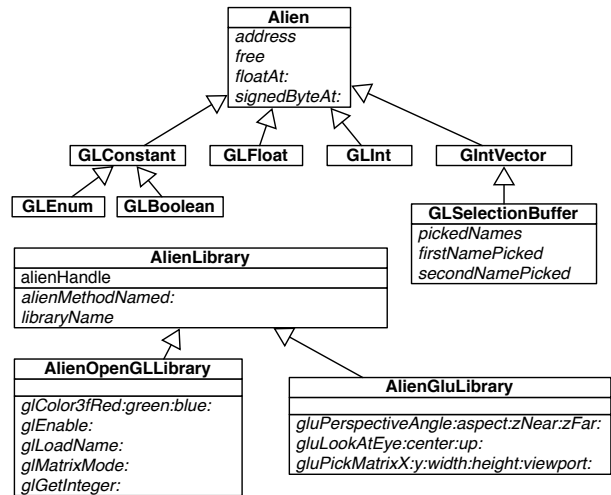 Alien
address
free
floatAt:
signedByteAt:
GLConstant
GLFloat
GLInt
GIntVector
GLEnum
GLBoolean
GLSelectionBuffer
pickedNames
firstNamePicked
secondNamePicked
AlienLibrary
alienHandle
alienMethodNamed:
libraryName
AlienOpenGLLibrary
glColor3fRed:green:blue:
glEnable:
glLoadName:
glMatrixMode:
glGetInteger:
AlienGluLibrary
gluPerspectiveAngle:aspect:zNear:zFar:
gluLookAtEye:center:up:
gluPickMatrixX:y:width:height:viewport: